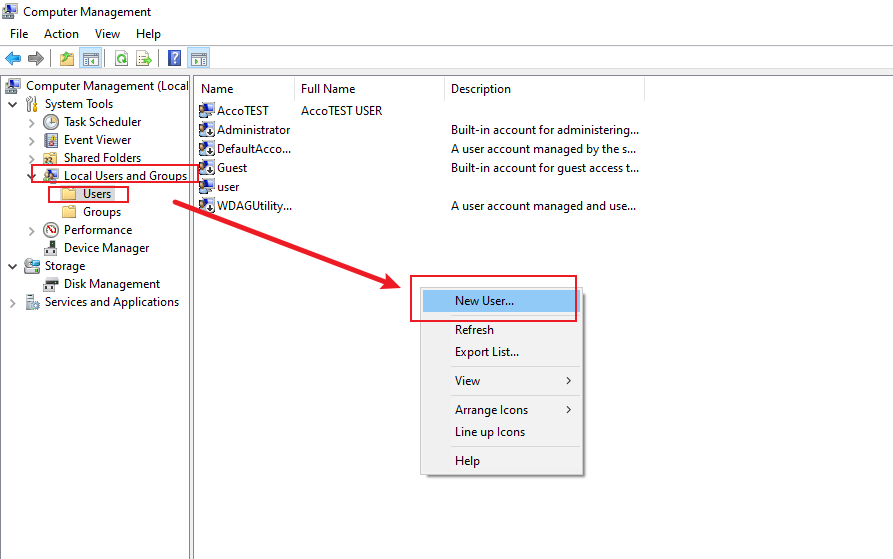 Computer Management
File Action View Help
Computer Management (Local
System Tools
Task Scheduler
Event Viewer
Shared Folders
Local Users and Groups
Users
Groups
Performance
Device Manager
Storage
Disk Management
Services and Applications
Name Full Name Description
AccoTEST AccoTEST USER
Administrator Built-in account for administering...
DefaultAcco... A user account managed by the s...
Guest Built-in account for guest access t...
user
WDAGUtility... A user account managed and use...
New User...
Refresh
Export List...
View
Arrange Icons
Line up Icons
Help